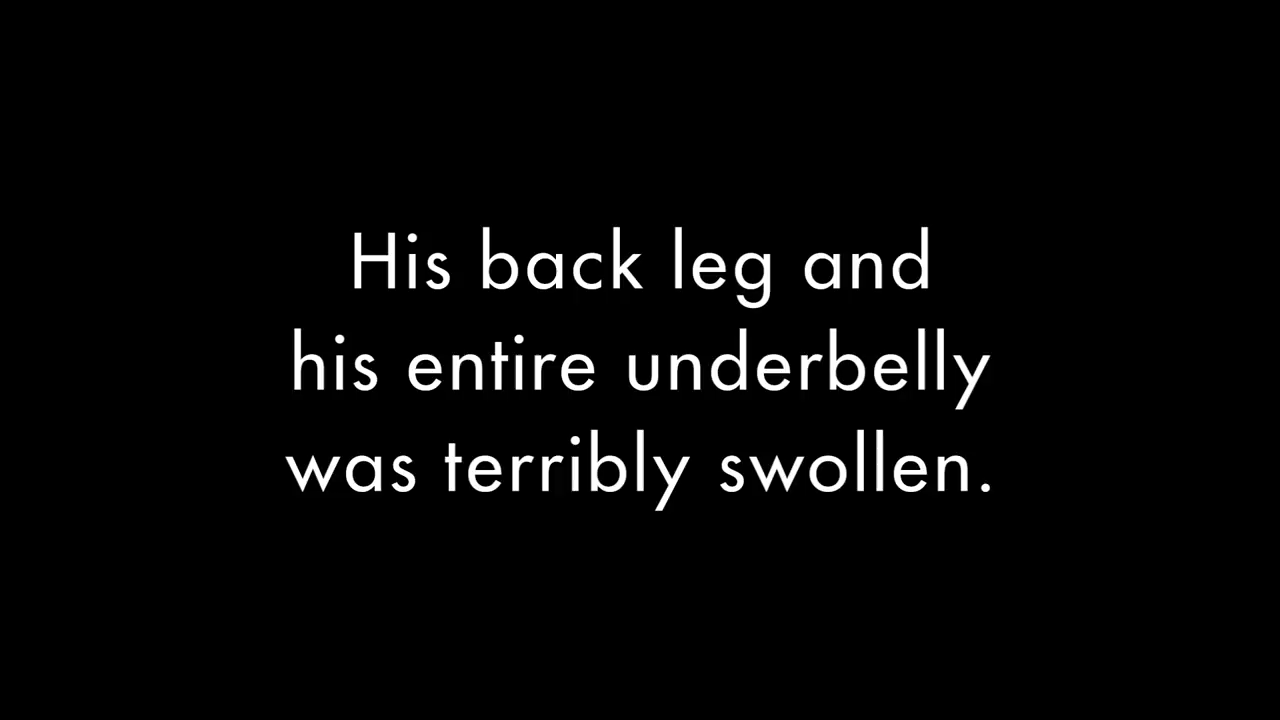 His back leg and
his entire underbelly
was terribly swollen.